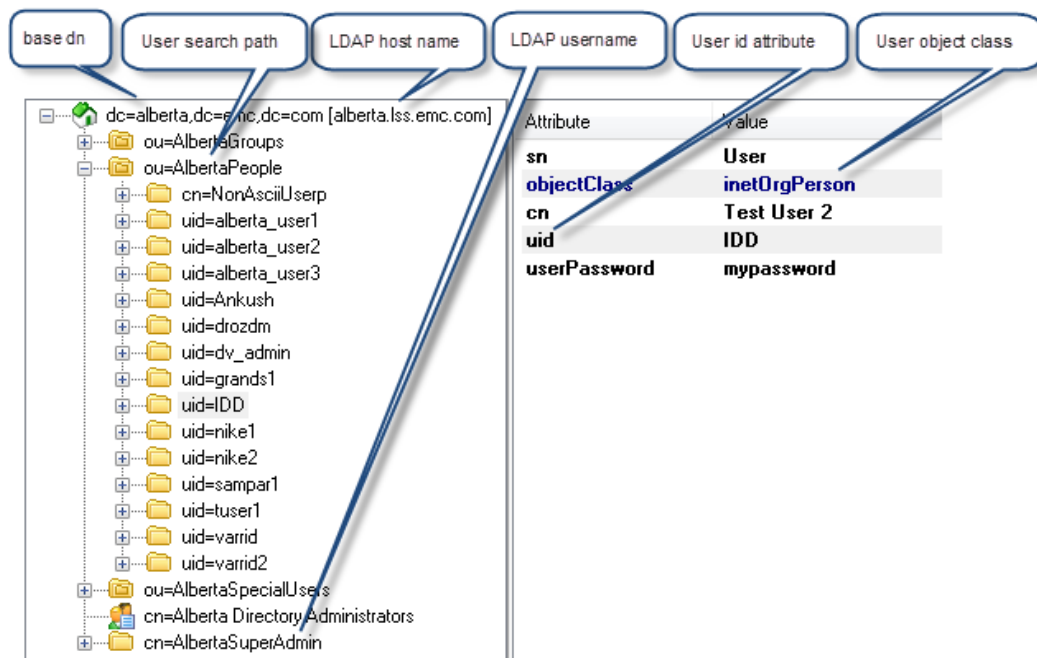 base dn
User search path
LDAP host name
LDAP username
User id attribute
User object class
dc=alberta,dc=emc,dc=com [alberta.lss.emc.com]
ou=AlbertaGroups
ou=AlbertaPeople
cn=NonAsciiUserp
uid=alberta_user1
uid=alberta_user2
uid=alberta_user3
uid=Ankush
uid=drozdm
uid=dv_admin
uid=grands1
uid=IDD
uid=nike1
uid=nike2
uid=sampar1
uid=tuser1
uid=varrid
uid=varrid2
ou=AlbertaSpecialUsers
cn=Alberta Directory Administrators
cn=AlbertaSuperAdmin
Attribute Value
sn User
objectClass inetOrgPerson
cn Test User 2
uid IDD
userPassword mypassword